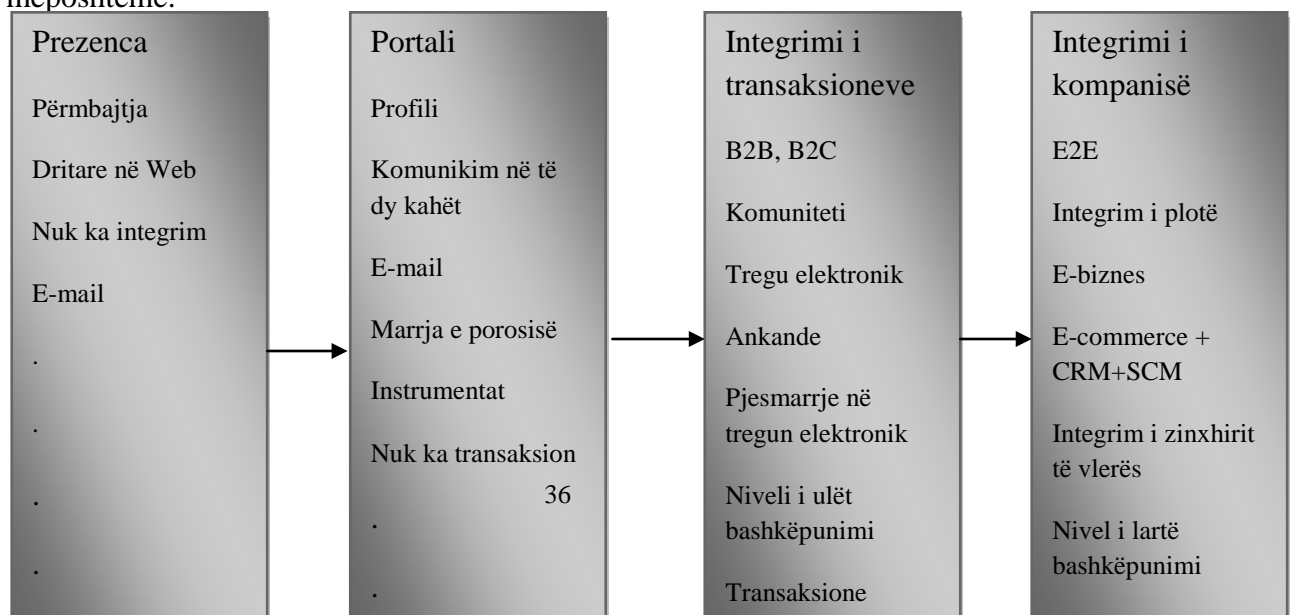 mëposhtëme.
Prezenca
Përmbajtja
Dritare në Web
Nuk ka integrim
E-mail
.
.
.
.
Portali
Profili
Komunikim në të
dy kahët
E-mail
Marrja e porosisë
Instrumentat
Nuk ka transaksion
36
.
.
Integrimi i
transaksioneve
B2B, B2C
Komuniteti
Tregu elektronik
Ankande
Pjesmarrje në
tregun elektronik
Niveli i ulët
bashkëpunimi
Transaksione
Integrimi i
kompanisë
E2E
Integrim i plotë
E-biznes
E-commerce +
CRM+SCM
Integrim i zinxhirit
të vlerës
Nivel i lartë
bashkëpunimi